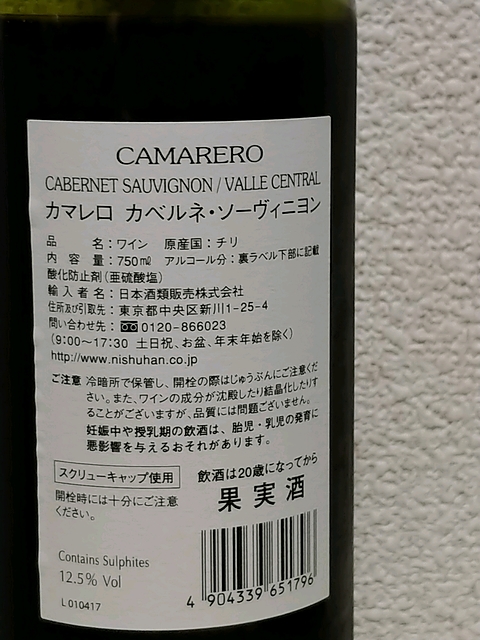 CAMARERO
CABERNET SAUVIGNON / VALLE CENTRAL
カマレロ カベルネ・ソーヴィニヨン
品 名：ワイン 原産国：チリ
内 容 量：750㎖ アルコール分：裏ラベル下部に記載
酸化防止剤（亜硫酸塩）
輸 入 者 名：日本酒類販売株式会社
住所及び引取先：東京都中央区新川1-25-4
問い合わせ先：0120-866023
（9:00～17:30 土日祝、お盆、年末年始を除く）
http://www.nishuhan.co.jp
ご注意 冷暗所で保管し、開栓の際はじゅうぶんにご注意くだ
さい。また、ワインの成分が沈殿したり結晶化したりす
ることがございますが、品質には問題ございません。
妊娠中や授乳期の飲酒は、胎児・乳児の発育に
悪影響を与えるおそれがあります。
スクリューキャップ使用
開栓時には十分にご注意
ください。
飲酒は20歳になってから
果実酒
Contains Sulphites
12.5% Vol
L 010417
4 904339 651796